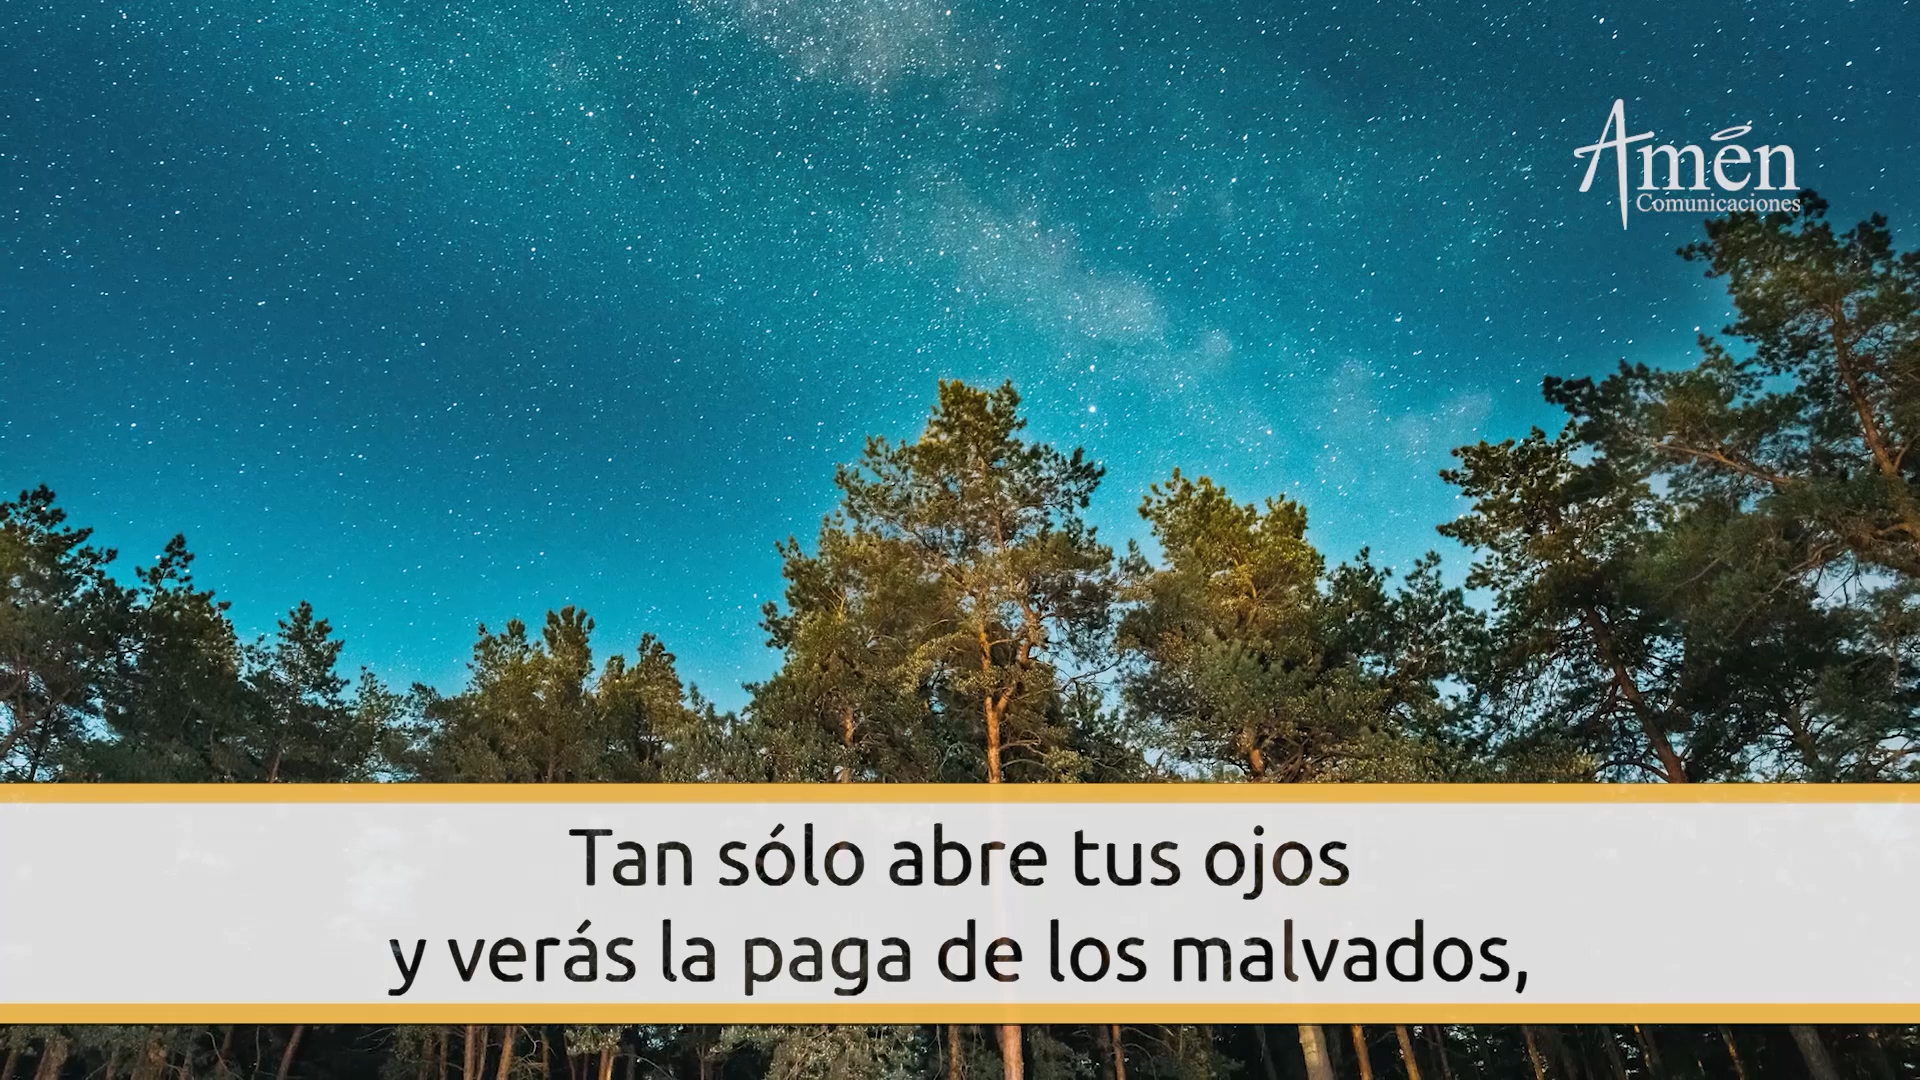 Amén
Comunicaciones
Tan sólo abre tus ojos
y verás la paga de los malvados,